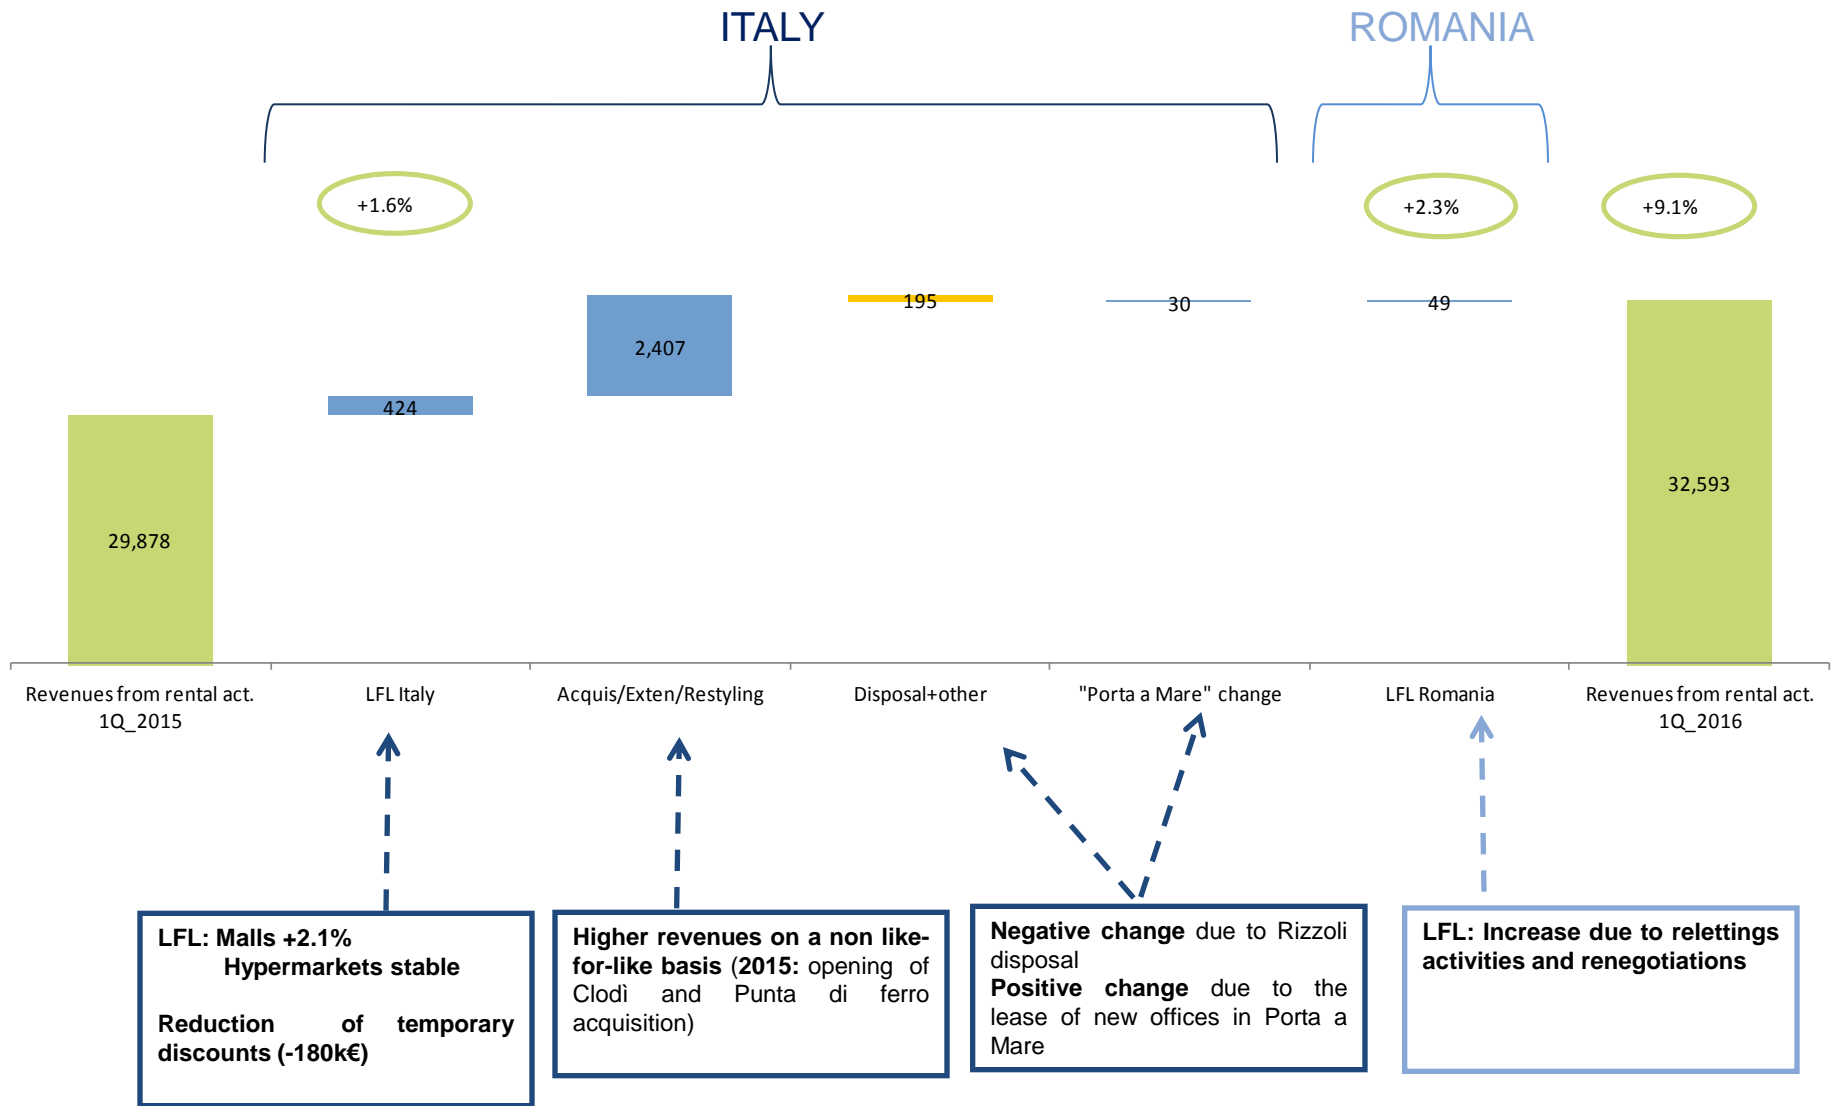 ITALY
ROMANIA
+1.6%
+2.3%
+9.1%
29,878
424
2,407
195
30
49
32,593
Revenues from rental act.
1Q_2015
LFL Italy
Acquis/Exten/Restyling
Disposal+other
"Porta a Mare" change
LFL Romania
Revenues from rental act.
1Q_2016
LFL: Malls +2.1%
Hypermarkets stable
Reduction of temporary
discounts (-180k€)
Higher revenues on a non like-
for-like basis (2015: opening of
Clodì and Punta di ferro
acquisition)
Negative change due to Rizzoli
disposal
Positive change due to the
lease of new offices in Porta a
Mare
LFL: Increase due to relettings
activities and renegotiations